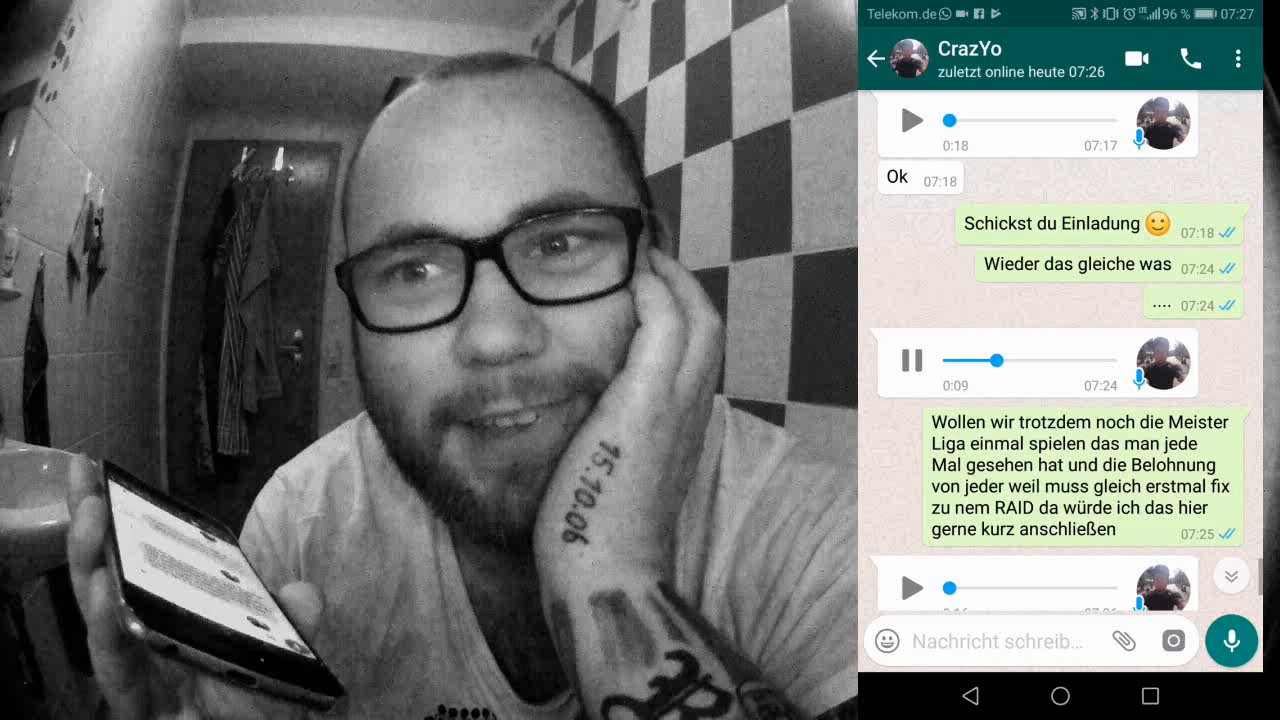 15.10.06
Telekom.de 96 % 07:27
CrazYo
zuletzt online heute 07:26
0:18 07:17
Ok 07:18
Schickst du Einladung 🙂 07:18
Wieder das gleiche was 07:24
.... 07:24
0:09 07:24
Wollen wir trotzdem noch die Meister
Liga einmal spielen das man jede
Mal gesehen hat und die Belohnung
von jeder weil muss gleich erstmal fix
zu nem RAID da würde ich das hier
gerne kurz anschließen 07:25
Nachricht schreib...